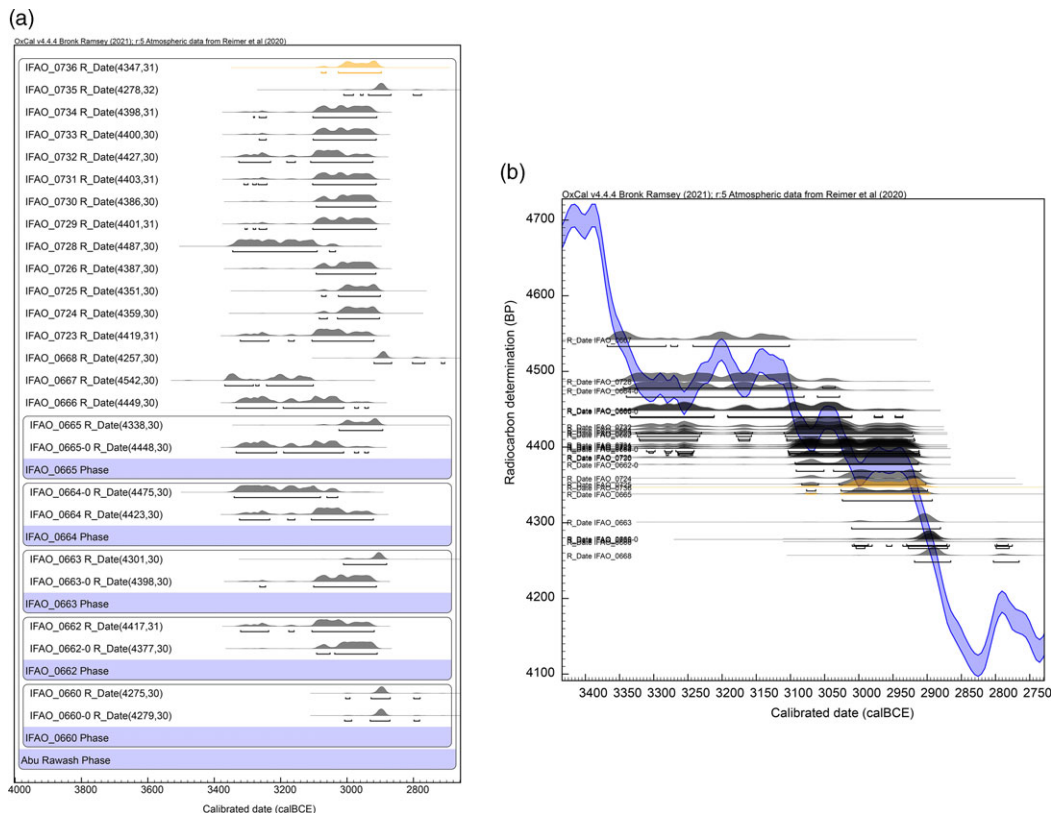 (a)
OxCal v4.4.4 Bronk Ramsey (2021); r:5 Atmospheric data from Reimer et al (2020)
IFAO_0736 R_Date(4347,31)
IFAO_0735 R_Date(4278,32)
IFAO_0734 R_Date(4398,31)
IFAO_0733 R_Date(4400,30)
IFAO_0732 R_Date(4427,30)
IFAO_0731 R_Date(4403,31)
IFAO_0730 R_Date(4386,30)
IFAO_0729 R_Date(4401,31)
IFAO_0728 R_Date(4487,30)
IFAO_0726 R_Date(4387,30)
IFAO_0725 R_Date(4351,30)
IFAO_0724 R_Date(4359,30)
IFAO_0723 R_Date(4419,31)
IFAO_0668 R_Date(4257,30)
IFAO_0667 R_Date(4542,30)
IFAO_0666 R_Date(4449,30)
IFAO_0665 R_Date(4338,30)
IFAO_0665-0 R_Date(4448,30)
IFAO_0665 Phase
IFAO_0664-0 R_Date(4475,30)
IFAO_0664 R_Date(4423,30)
IFAO_0664 Phase
IFAO_0663 R_Date(4301,30)
IFAO_0663-0 R_Date(4398,30)
IFAO_0663 Phase
IFAO_0662 R_Date(4417,31)
IFAO_0662-0 R_Date(4377,30)
IFAO_0662 Phase
IFAO_0660 R_Date(4275,30)
IFAO_0660-0 R_Date(4279,30)
IFAO_0660 Phase
Abu Rawash Phase
4000 3800 3600 3400 3200 3000 2800
Calibrated date (calBCE)
(b)
OxCal v4.4.4 Bronk Ramsey (2021); r:5 Atmospheric data from Reimer et al (2020)
Radiocarbon determination (BP)
4700
4600
4500
4400
4300
4200
4100
R_Date IFAO_0667
R_Date IFAO_0728
R_Date IFAO_0664-0
R_Date IFAO_0662-0
R_Date IFAO_0724
R_Date IFAO_0665
R_Date IFAO_0663
R_Date IFAO_0668
3400 3350 3300 3250 3200 3150 3100 3050 3000 2950 2900 2850 2800 2750
Calibrated date (calBCE)